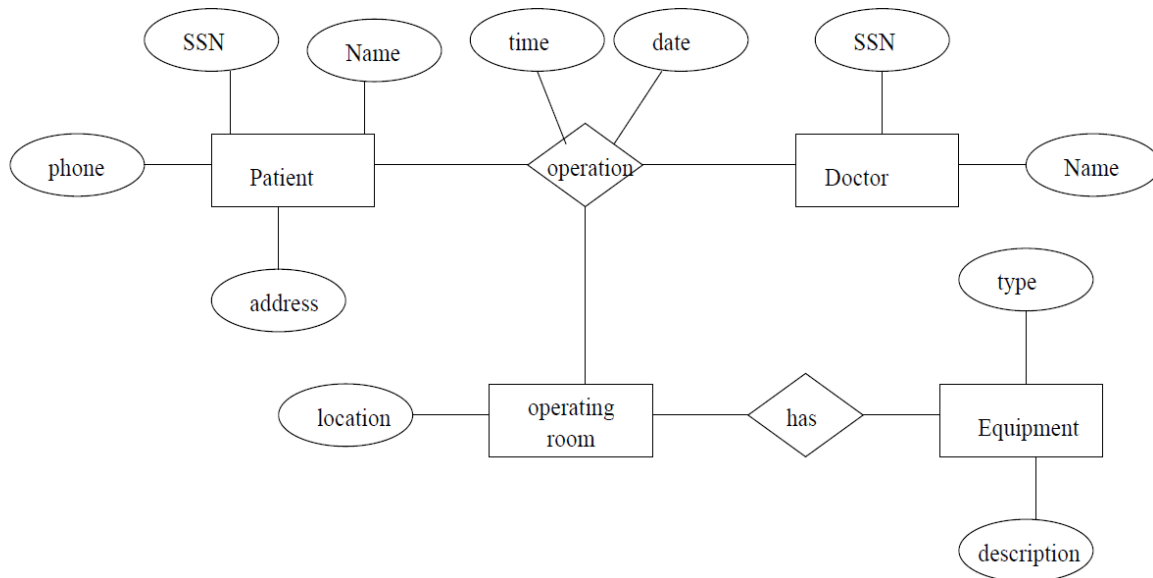 SSN
Name
time
date
SSN
phone
Patient
operation
Doctor
Name
address
type
location
operating
room
has
Equipment
description